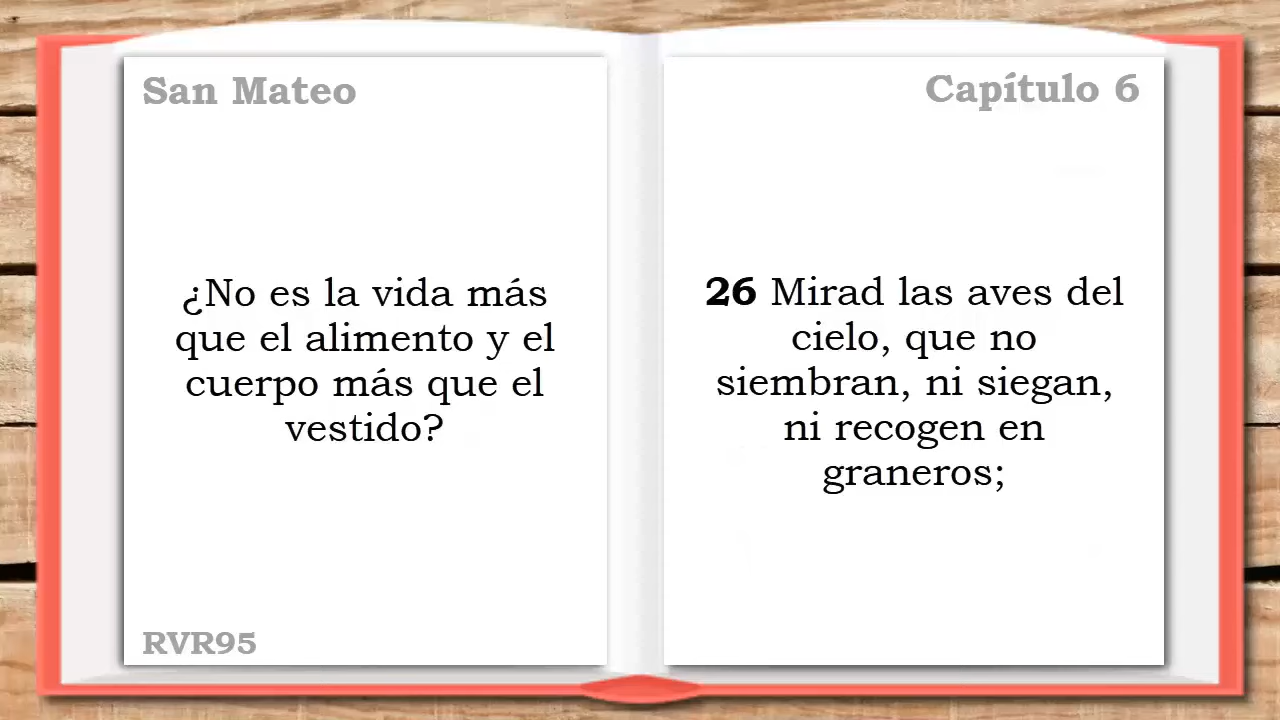 San Mateo
¿No es la vida más
que el alimento y el
cuerpo más que el
vestido?
RVR95
Capítulo 6
26 Mirad las aves del
cielo, que no
siembran, ni siegan,
ni recogen en
graneros;